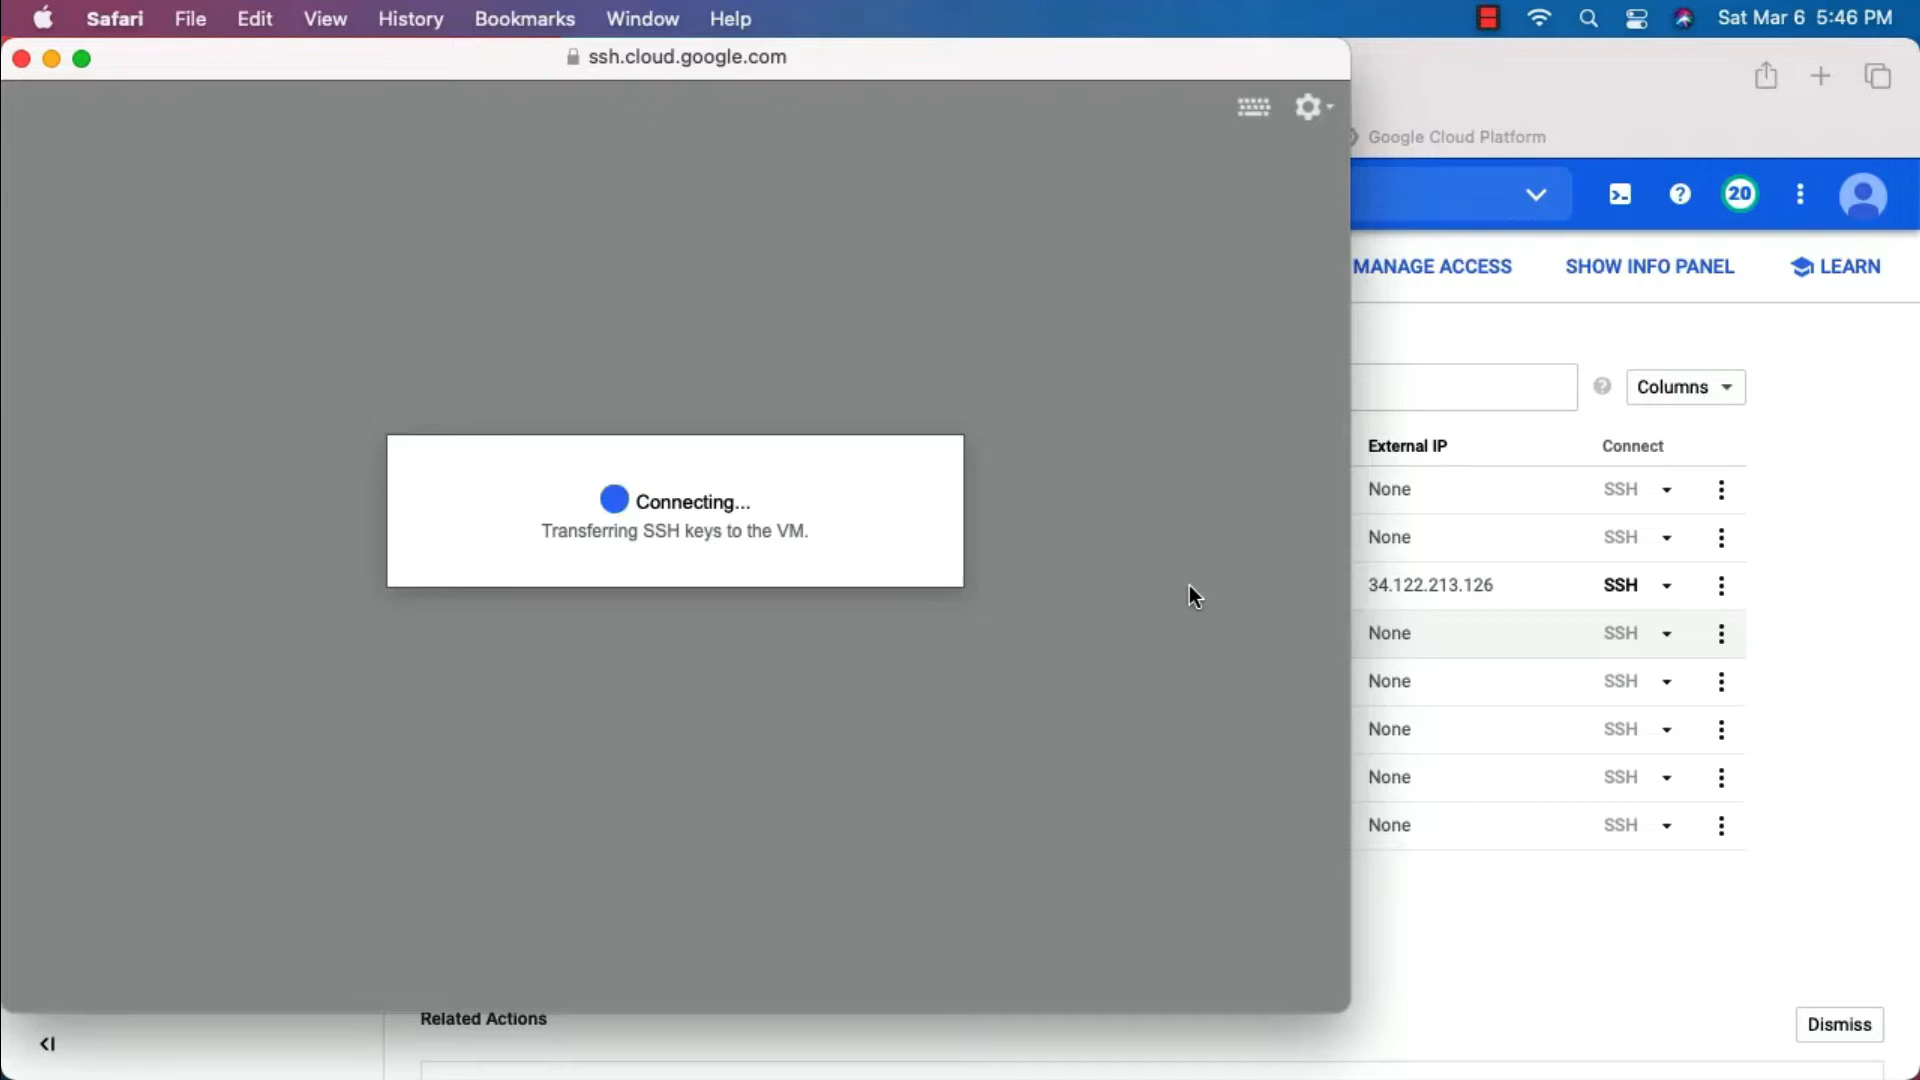 Safari File Edit View History Bookmarks Window Help Sat Mar 6 5:46 PM
ssh.cloud.google.com
Google Cloud Platform
20
MANAGE ACCESS SHOW INFO PANEL LEARN
Columns
External IP Connect
None SSH
None SSH
34.122.213.126 SSH
None SSH
None SSH
None SSH
None SSH
None SSH
Connecting...
Transferring SSH keys to the VM.
Related Actions
Dismiss